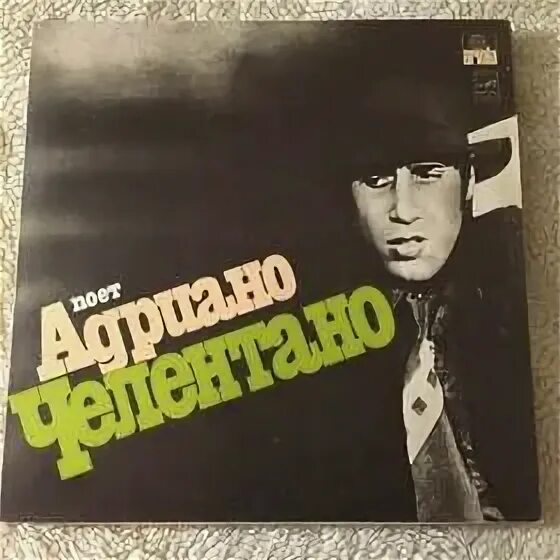 поет
Адриано
Челентано